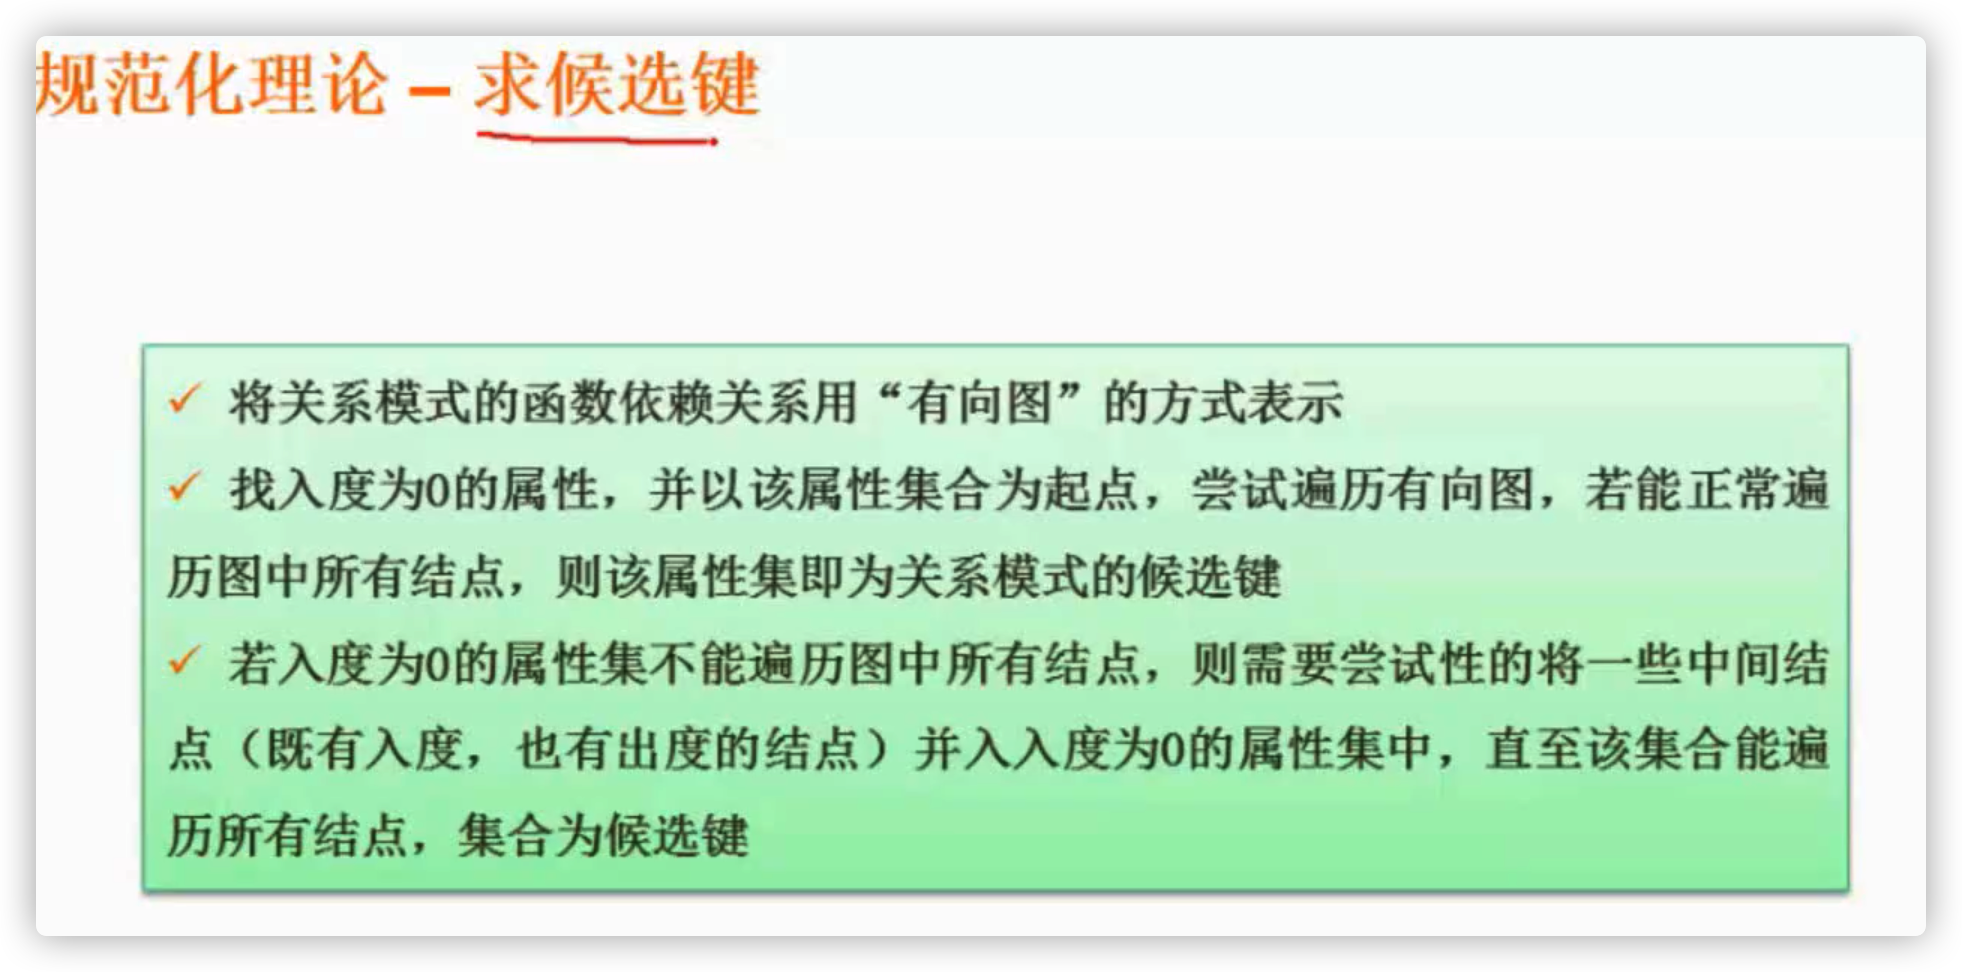 规范化理论 – 求候选键
✓ 将关系模式的函数依赖关系用“有向图”的方式表示
✓ 找入度为0的属性，并以该属性集合为起点，尝试遍历有向图，若能正常遍
历图中所有结点，则该属性集即为关系模式的候选键
✓ 若入度为0的属性集不能遍历图中所有结点，则需要尝试性的将一些中间结
点（既有入度，也有出度的结点）并入入度为0的属性集中，直至该集合能遍
历所有结点，集合为候选键